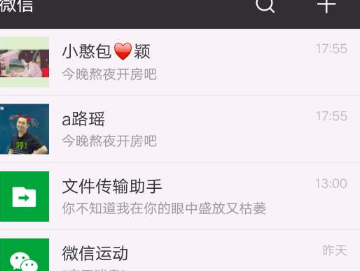 微信
小憨包❤️颖 17:55
今晚熬夜开房吧
a路瑶 17:55
今晚熬夜开房吧
文件传输助手 13:00
你不知道我在你的眼中盛放又枯萎
微信运动 昨天